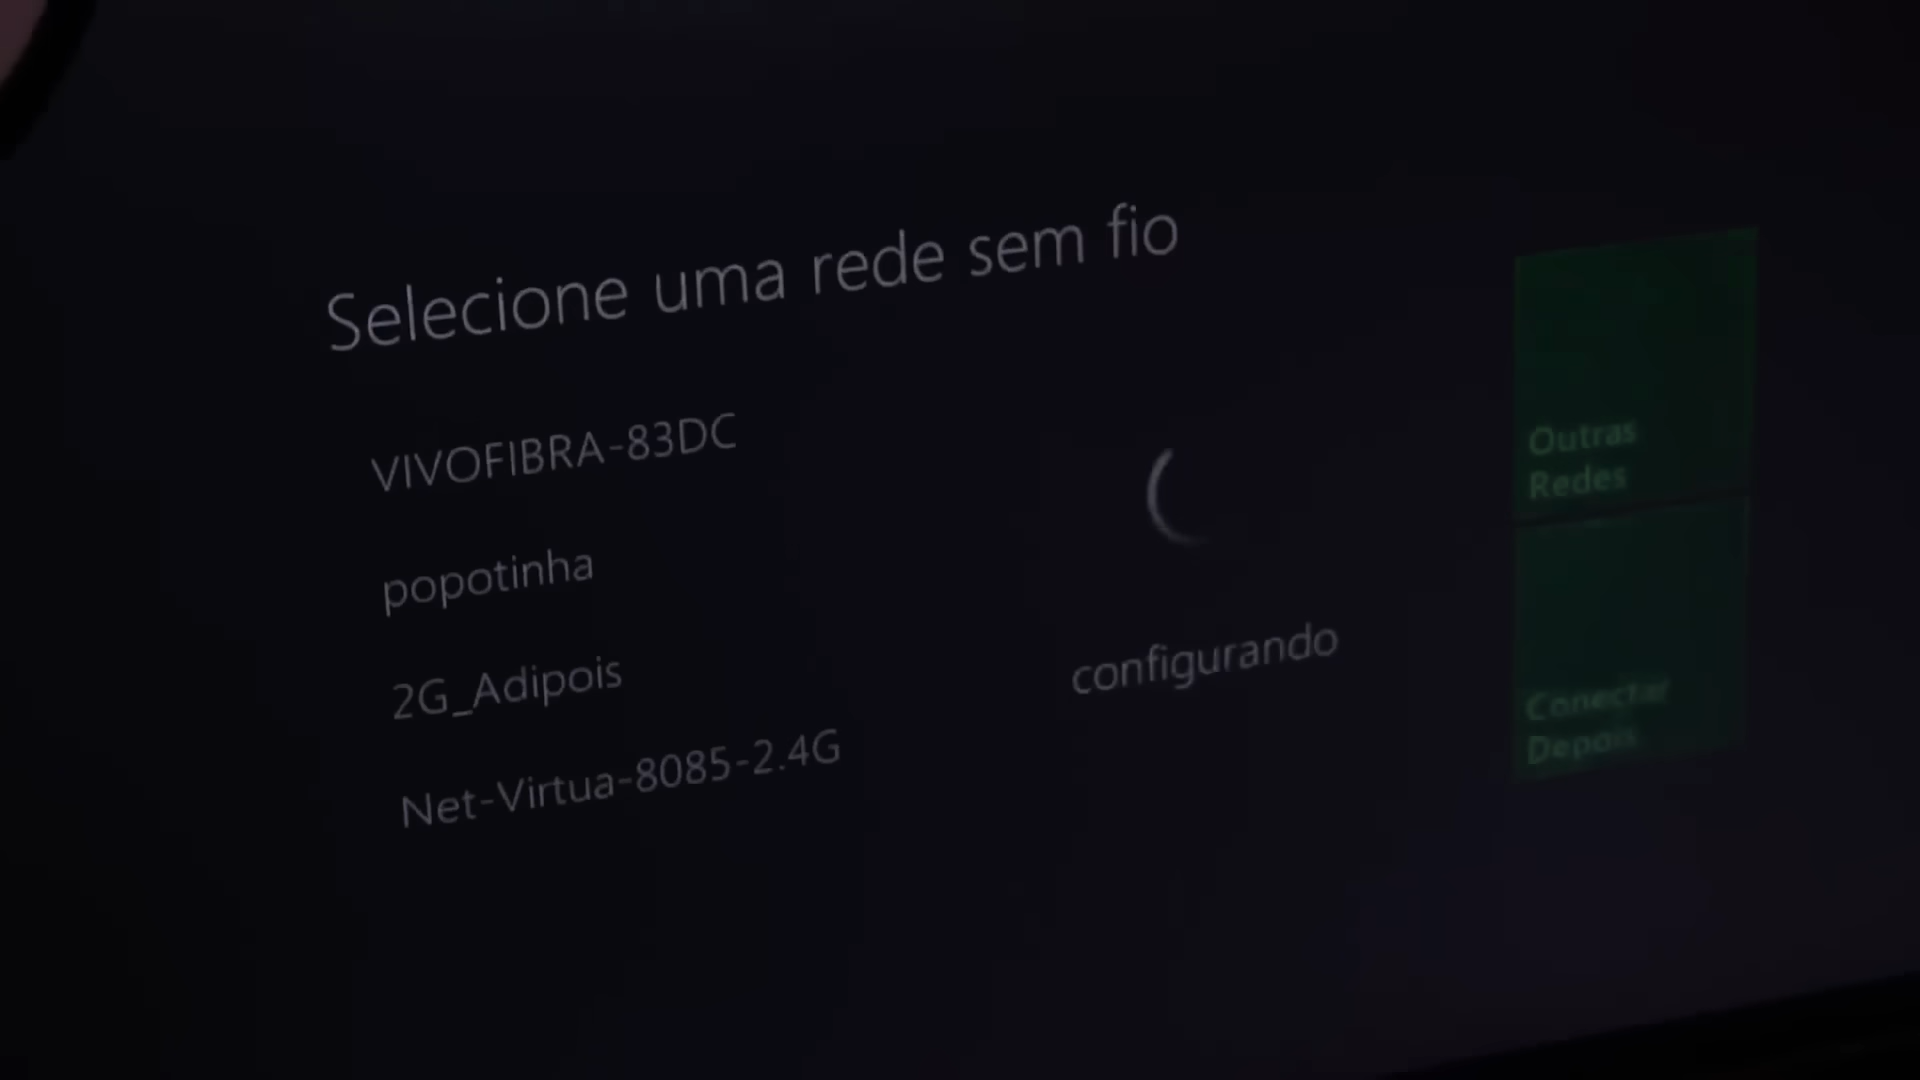 Selecione uma rede sem fio
VIVOFIBRA-83DC
popotinha
2G_Adipois
Net-Virtua-8085-2.4G
configurando
Outras
Redes
Conectar
Depois